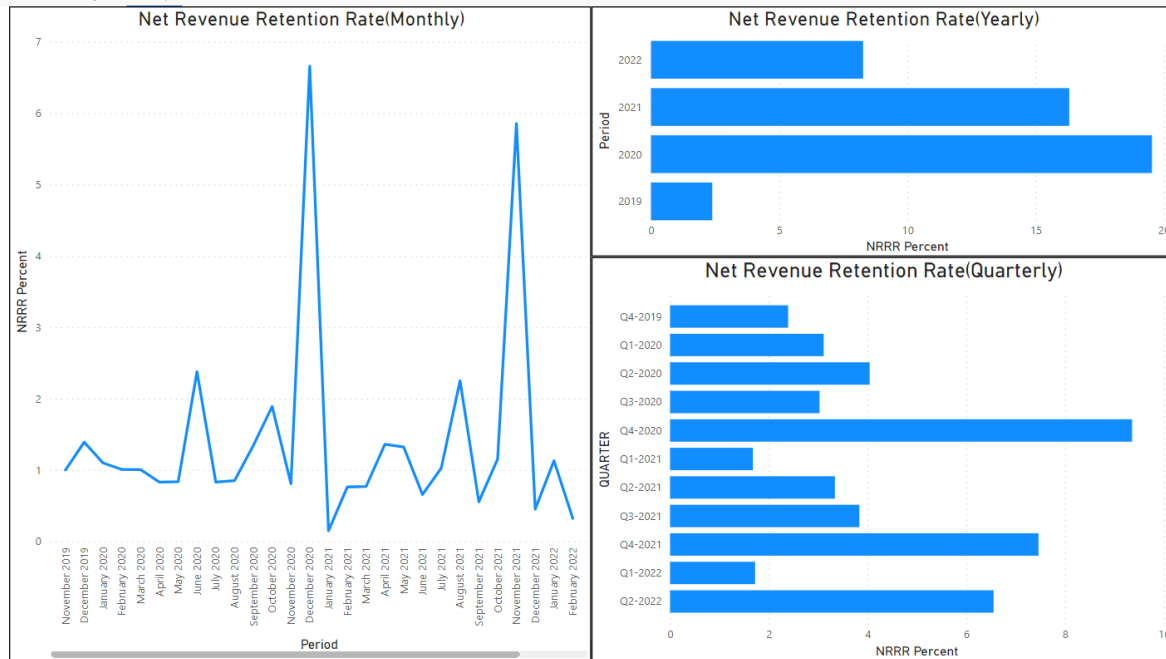 Net Revenue Retention Rate(Monthly)
7
6
5
4
3
2
1
0
NRRR Percent
November 2019
December 2019
January 2020
February 2020
March 2020
April 2020
May 2020
June 2020
July 2020
August 2020
September 2020
October 2020
November 2020
December 2020
January 2021
February 2021
March 2021
April 2021
May 2021
June 2021
July 2021
August 2021
September 2021
October 2021
November 2021
December 2021
January 2022
February 2022
Period
Net Revenue Retention Rate(Yearly)
Period
2022
2021
2020
2019
0 5 10 15 20
NRRR Percent
Net Revenue Retention Rate(Quarterly)
QUARTER
Q4-2019
Q1-2020
Q2-2020
Q3-2020
Q4-2020
Q1-2021
Q2-2021
Q3-2021
Q4-2021
Q1-2022
Q2-2022
0 2 4 6 8 10
NRRR Percent